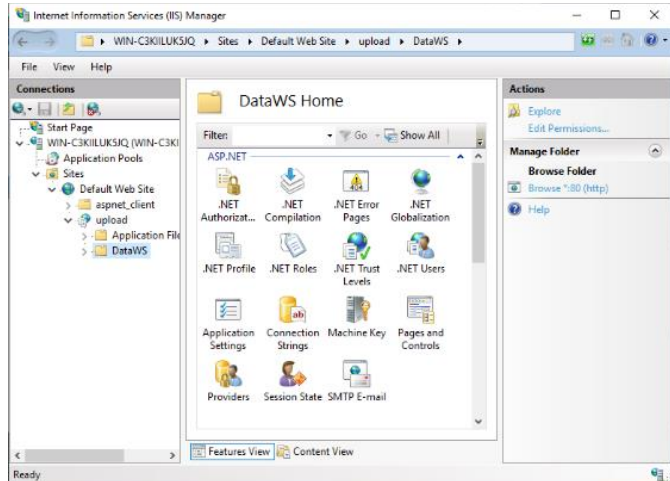 Internet Information Services (IIS) Manager
WIN-C3KIILUK5JQ Sites Default Web Site upload DataWS
File View Help
Connections
Start Page
WIN-C3KIILUK5JQ (WIN-C3KI
Application Pools
Sites
Default Web Site
aspnet_client
upload
Application File
DataWS
DataWS Home
Filter: Go Show All
ASP.NET
.NET Authorizat...
.NET Compilation
.NET Error Pages
.NET Globalization
.NET Profile
.NET Roles
.NET Trust Levels
.NET Users
Application Settings
Connection Strings
Machine Key
Pages and Controls
Providers
Session State
SMTP E-mail
Features View Content View
Actions
Explore
Edit Permissions...
Manage Folder
Browse Folder
Browse *:80 (http)
Help
Ready